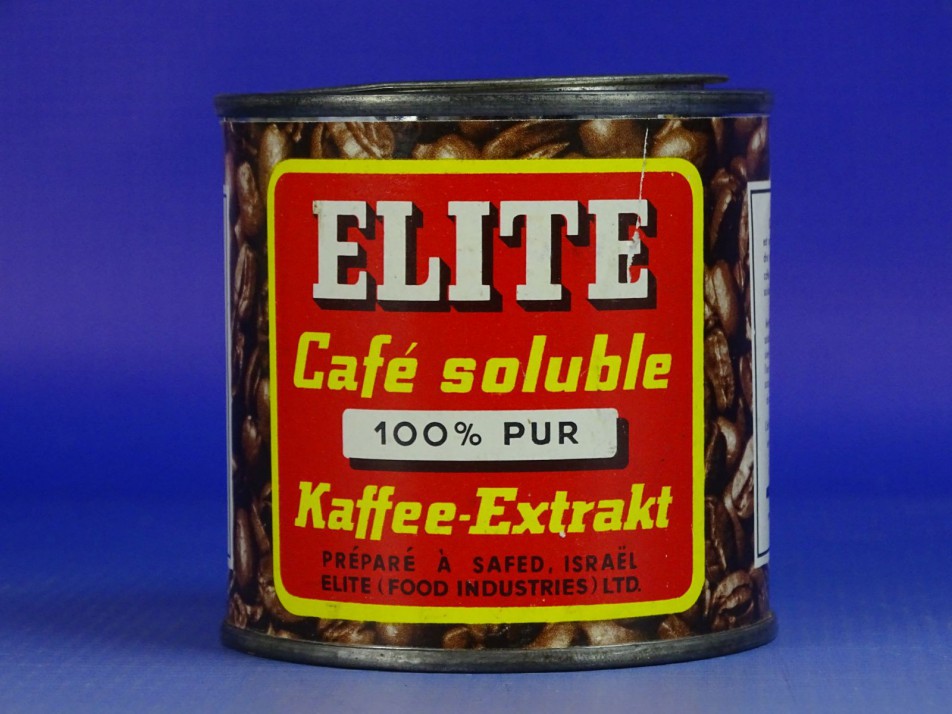 ELITE
Café soluble
100% PUR
Kaffee-Extrakt
PRÉPARÉ À SAFED, ISRAËL
ELITE (FOOD INDUSTRIES) LTD.